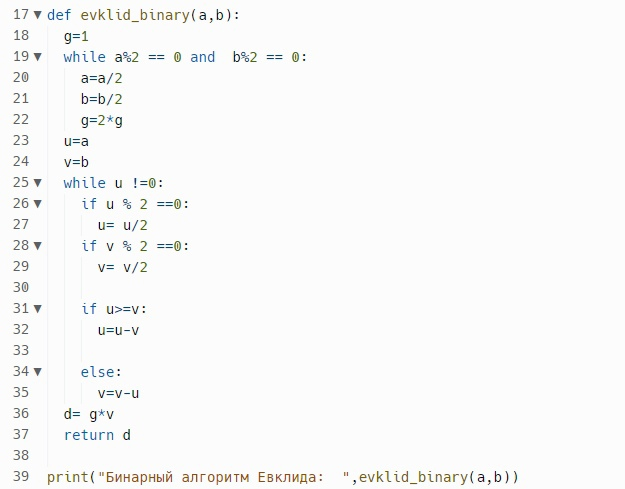 17 ▼ def evklid_binary(a,b):
18 g=1
19 ▼ while a%2 == 0 and  b%2 == 0:
20 a=a/2
21 b=b/2
22 g=2*g
23 u=a
24 v=b
25 ▼ while u !=0:
26 ▼ if u % 2 ==0:
27 u= u/2
28 ▼ if v % 2 ==0:
29 v= v/2
30
31 ▼ if u>=v:
32 u=u-v
33
34 ▼ else:
35 v=v-u
36 d= g*v
37 return d
38
39 print("Бинарный алгоритм Евклида:  ",evklid_binary(a,b))